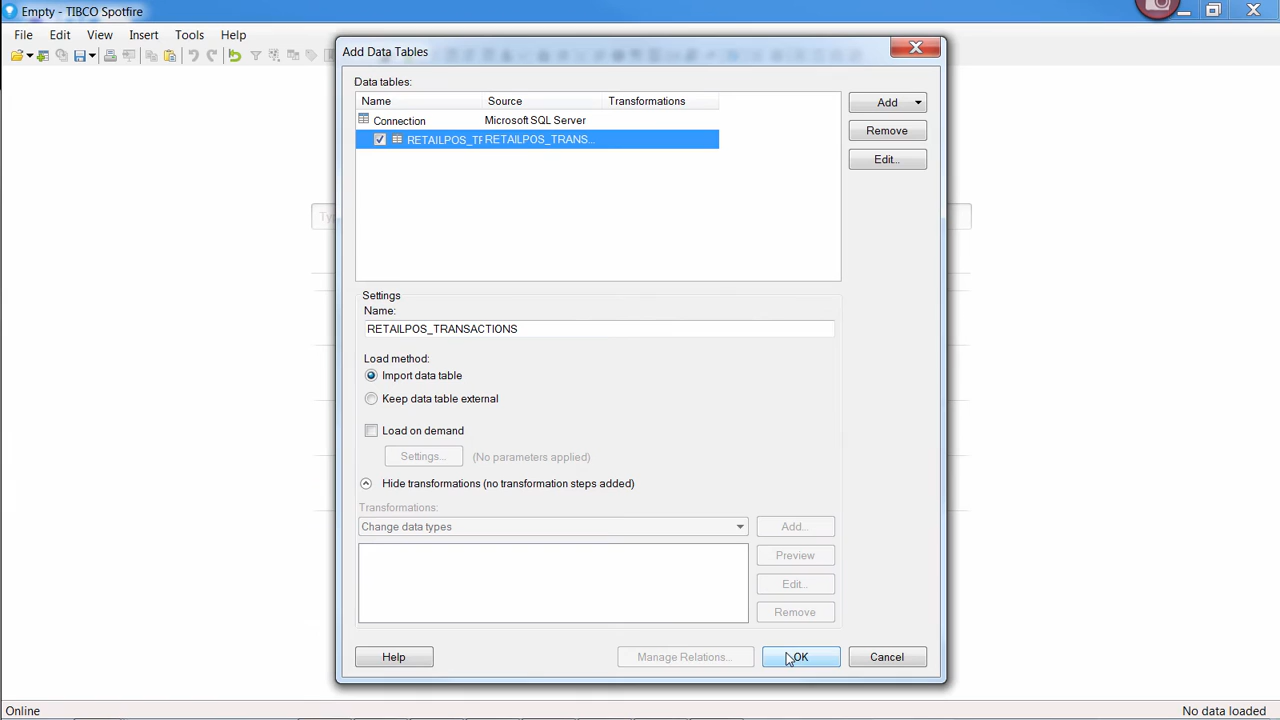 Empty - TIBCO Spotfire
File Edit View Insert Tools Help
Add Data Tables
Data tables:
Name Source Transformations
Connection Microsoft SQL Server
RETAILPOS_TF RETAILPOS_TRANS...
Add
Remove
Edit...
Settings
Name:
RETAILPOS_TRANSACTIONS
Load method:
Import data table
Keep data table external
Load on demand
Settings... (No parameters applied)
Hide transformations (no transformation steps added)
Transformations:
Change data types
Add...
Preview
Edit...
Remove
Help Manage Relations... OK Cancel
Online No data loaded